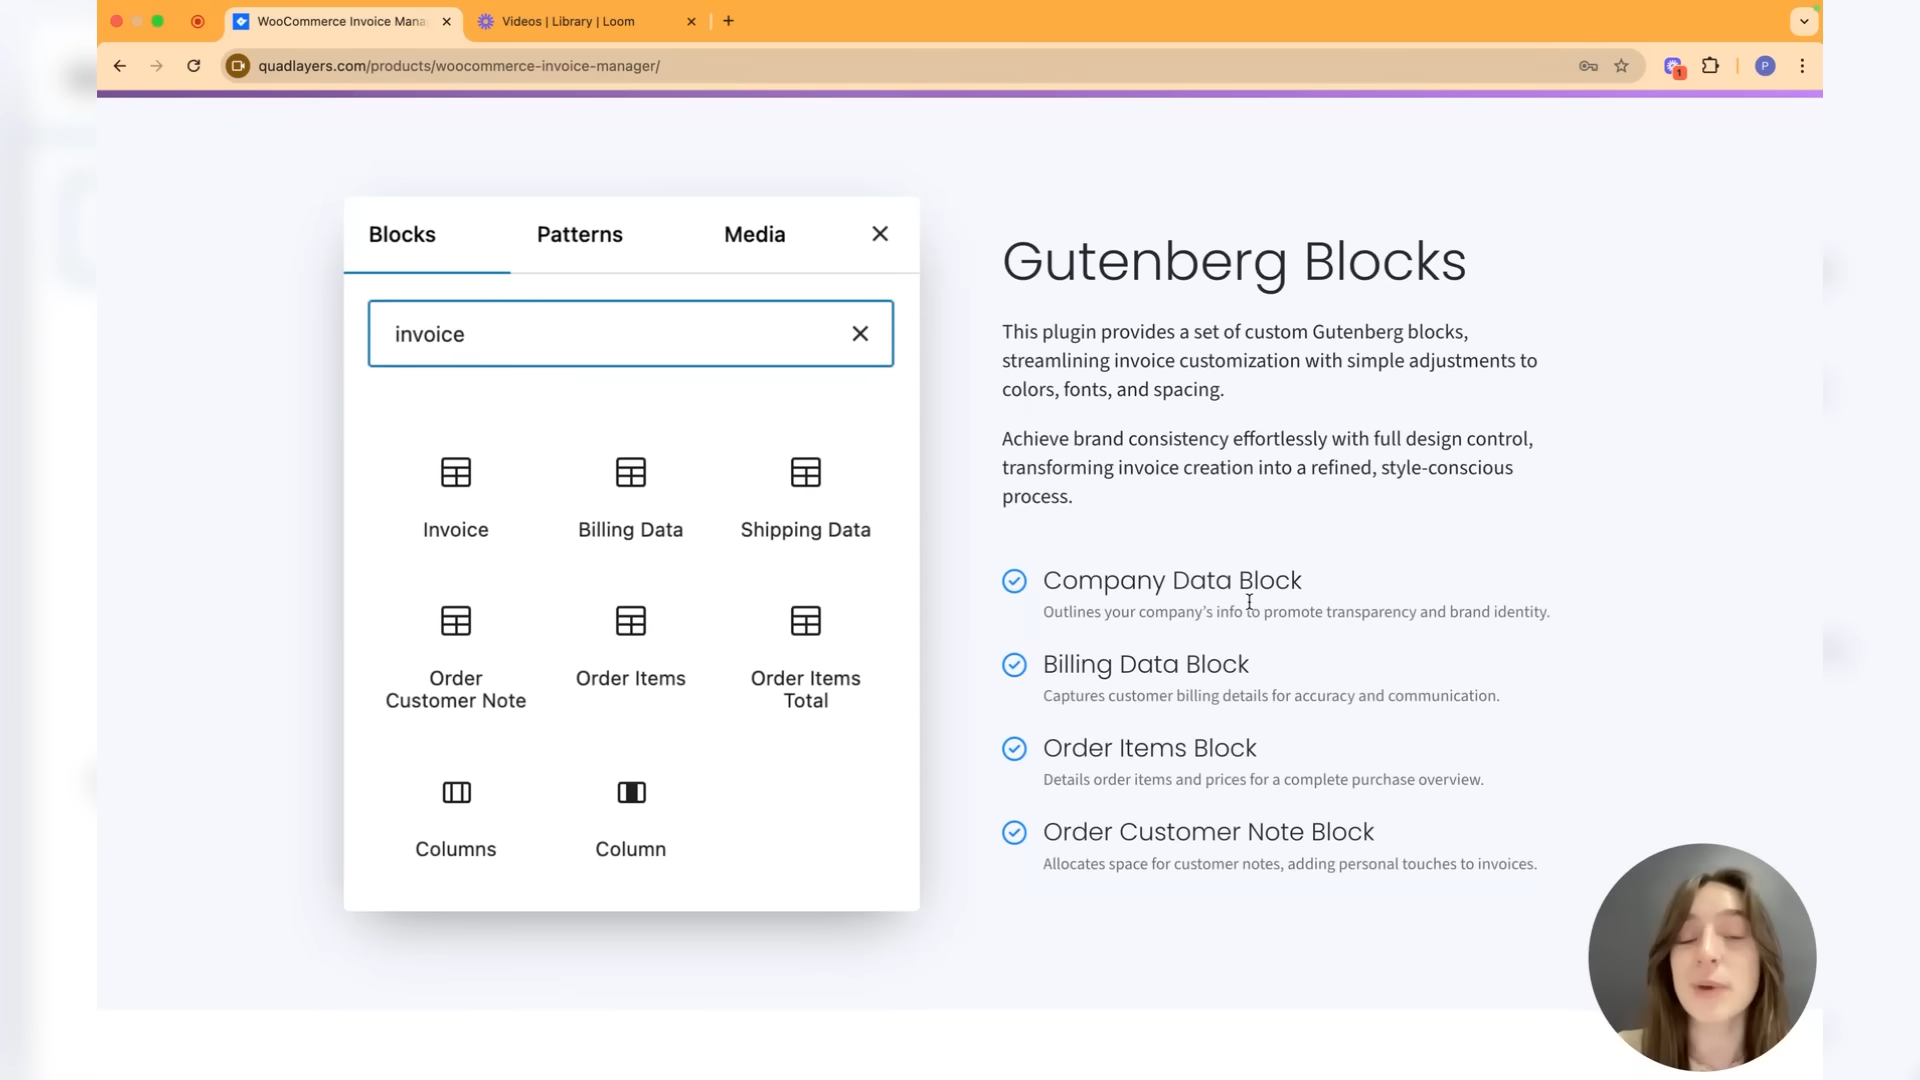 WooCommerce Invoice Mana
Videos | Library | Loom
quadlayers.com/products/woocommerce-invoice-manager/
1
P
Blocks
Patterns
Media
invoice
Invoice
Billing Data
Shipping Data
Order
Customer Note
Order Items
Order Items
Total
Columns
Column
Gutenberg Blocks
This plugin provides a set of custom Gutenberg blocks,
streamlining invoice customization with simple adjustments to
colors, fonts, and spacing.
Achieve brand consistency effortlessly with full design control,
transforming invoice creation into a refined, style-conscious
process.
Company Data Block
Outlines your company's info to promote transparency and brand identity.
Billing Data Block
Captures customer billing details for accuracy and communication.
Order Items Block
Details order items and prices for a complete purchase overview.
Order Customer Note Block
Allocates space for customer notes, adding personal touches to invoices.